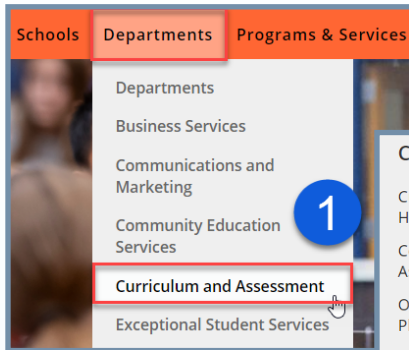 Schools Departments Programs & Services
Departments
Business Services
Communications and
Marketing
Community Education
Services
1
Curriculum and Assessment
Exceptional Student Services